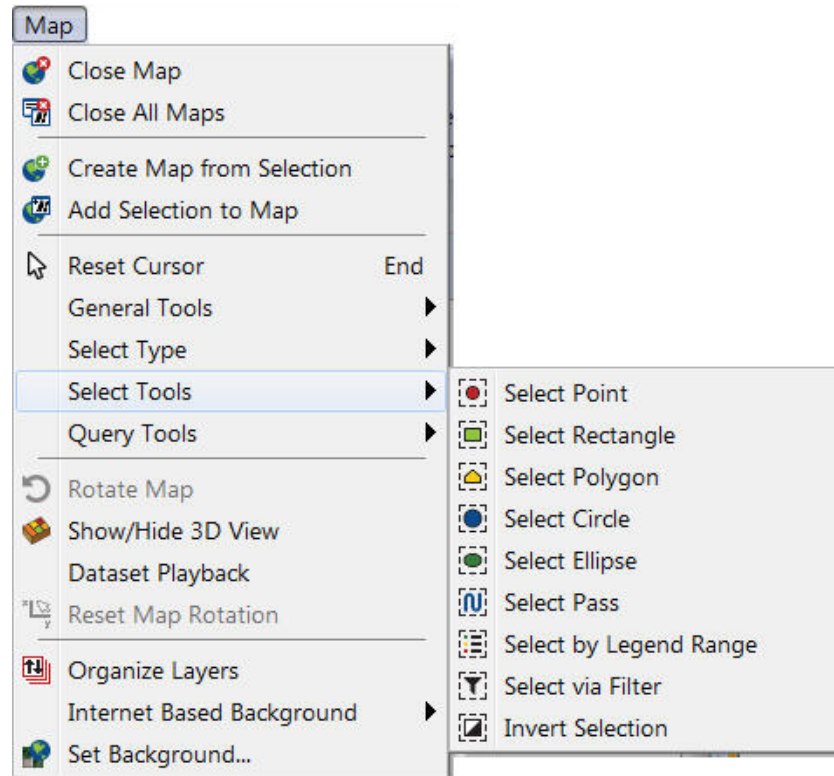 Map
Close Map
Close All Maps
Create Map from Selection
Add Selection to Map
Reset Cursor End
General Tools
Select Type
Select Tools
Query Tools
Rotate Map
Show/Hide 3D View
Dataset Playback
Reset Map Rotation
Organize Layers
Internet Based Background
Set Background...
Select Point
Select Rectangle
Select Polygon
Select Circle
Select Ellipse
Select Pass
Select by Legend Range
Select via Filter
Invert Selection